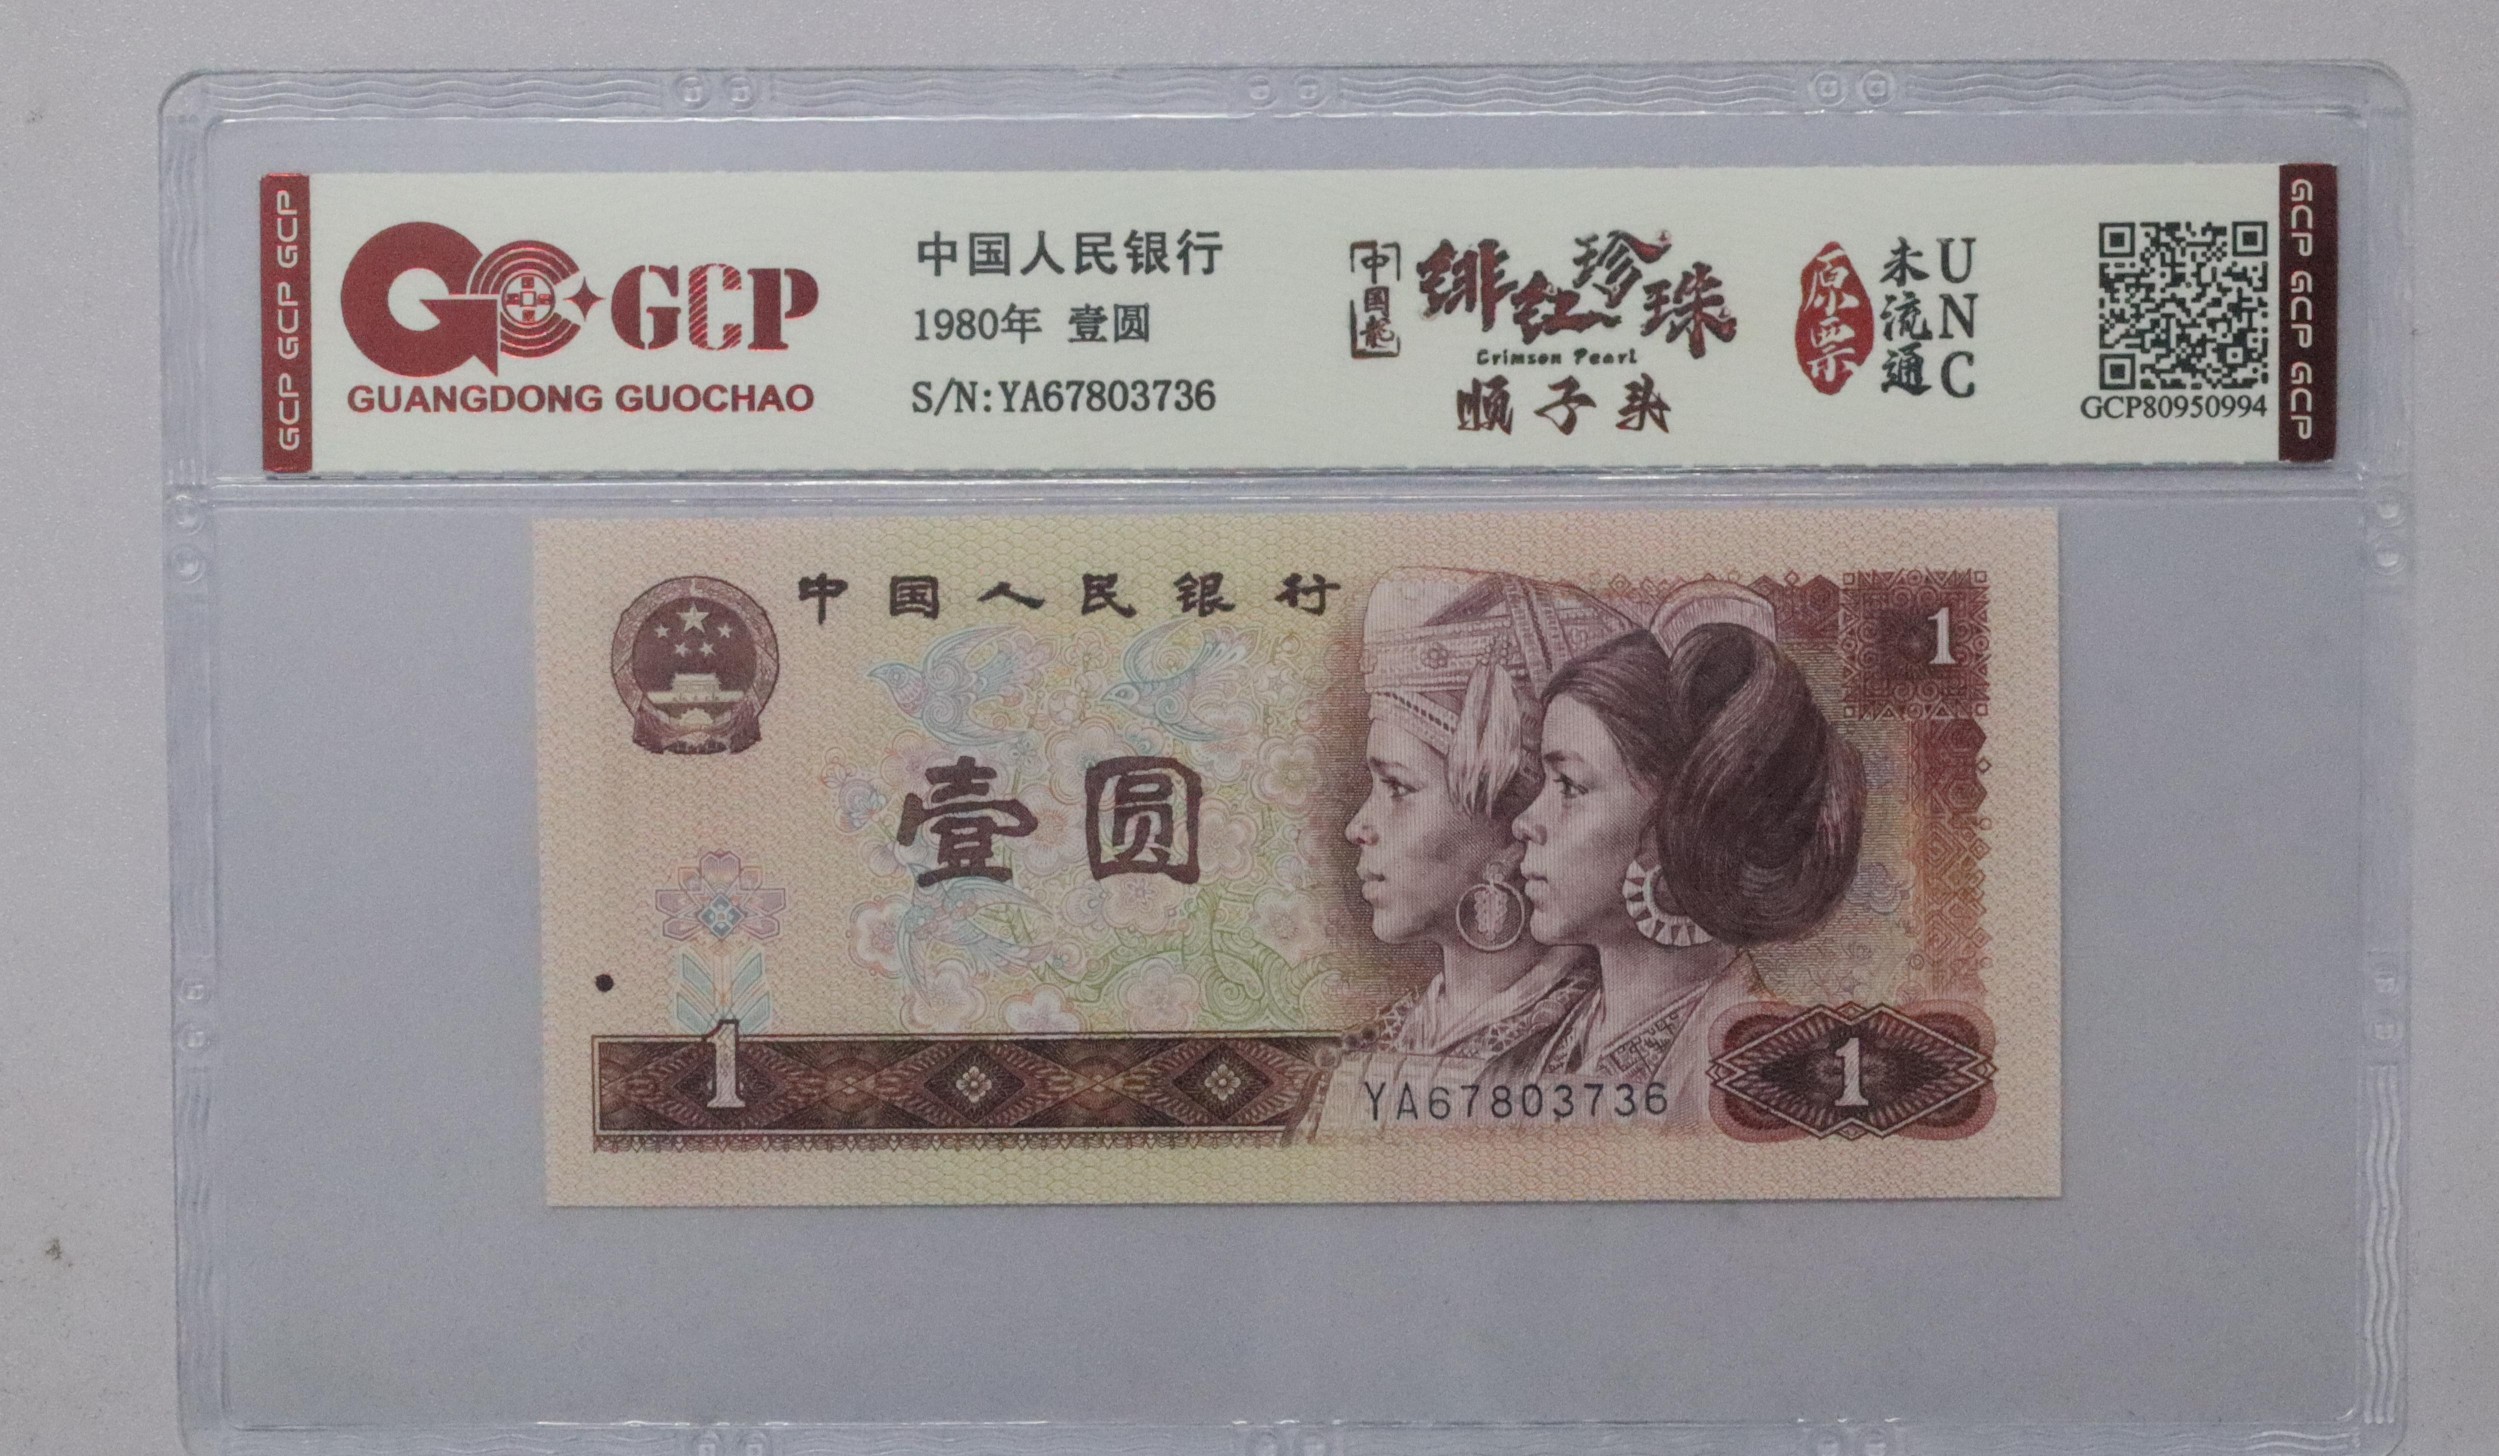 GCP GCP GCP
GCP
GUANGDONG GUOCHAO
中国人民银行
1980年 壹圆
S/N:YA67803736
中国龍
绯红珍珠
Crimson Pearl
顺子头
原票
未流通
UNC
GCP80950994
GCP GCP GCP
中国人民银行
1
壹圆
1
YA67803736
1